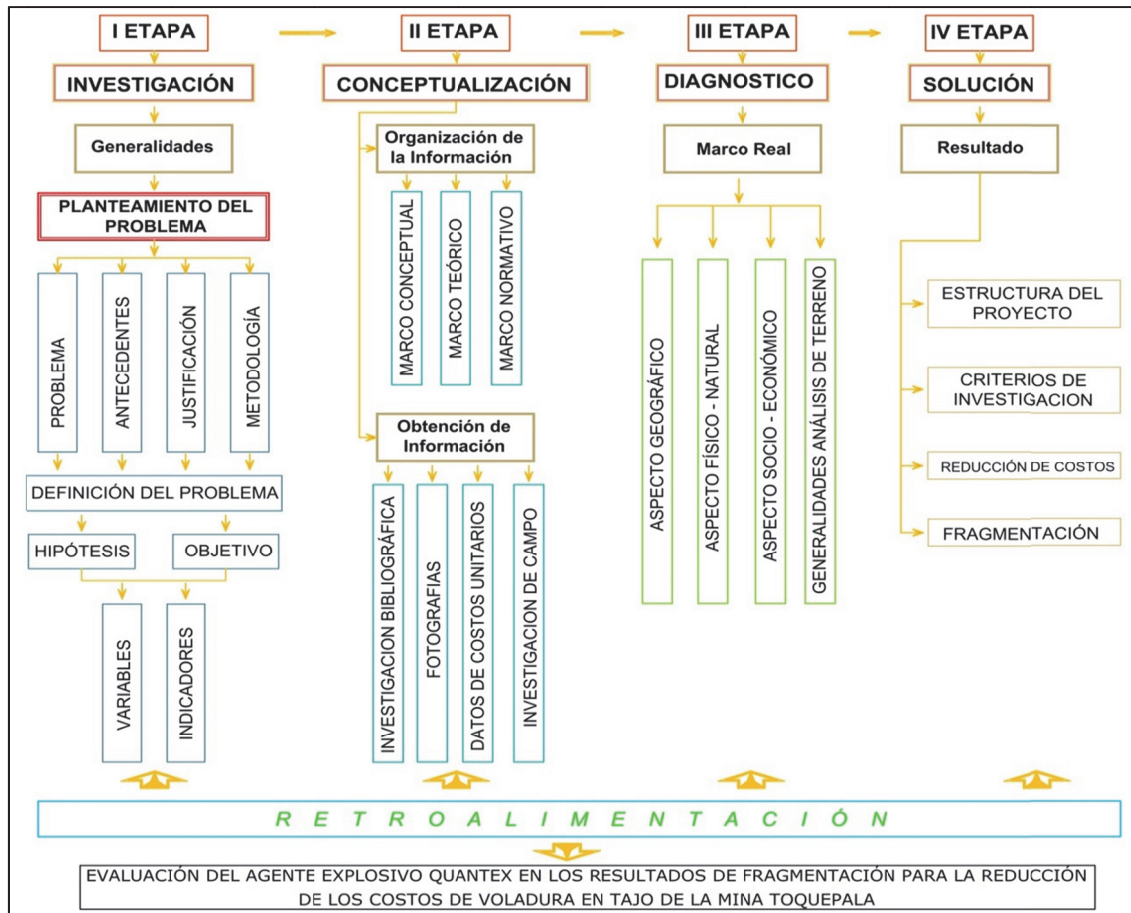 I ETAPA
II ETAPA
III ETAPA
IV ETAPA
INVESTIGACIÓN
CONCEPTUALIZACIÓN
DIAGNOSTICO
SOLUCIÓN
Generalidades
PLANTEAMIENTO DEL
PROBLEMA
PROBLEMA
ANTECEDENTES
JUSTIFICACIÓN
METODOLOGÍA
DEFINICIÓN DEL PROBLEMA
HIPÓTESIS
OBJETIVO
VARIABLES
INDICADORES
Organización de
la Información
MARCO CONCEPTUAL
MARCO TEÓRICO
MARCO NORMATIVO
Obtención de
Información
INVESTIGACION BIBLIOGRÁFICA
FOTOGRAFIAS
DATOS DE COSTOS UNITARIOS
INVESTIGACION DE CAMPO
Marco Real
ASPECTO GEOGRÁFICO
ASPECTO FÍSICO - NATURAL
ASPECTO SOCIO - ECONÓMICO
GENERALIDADES ANÁLISIS DE TERRENO
Resultado
ESTRUCTURA DEL
PROYECTO
CRITERIOS DE
INVESTIGACION
REDUCCIÓN DE COSTOS
FRAGMENTACIÓN
RETROALIMENTACIÓN
EVALUACIÓN DEL AGENTE EXPLOSIVO QUANTEX EN LOS RESULTADOS DE FRAGMENTACIÓN PARA LA REDUCCIÓN
DE LOS COSTOS DE VOLADURA EN TAJO DE LA MINA TOQUEPALA